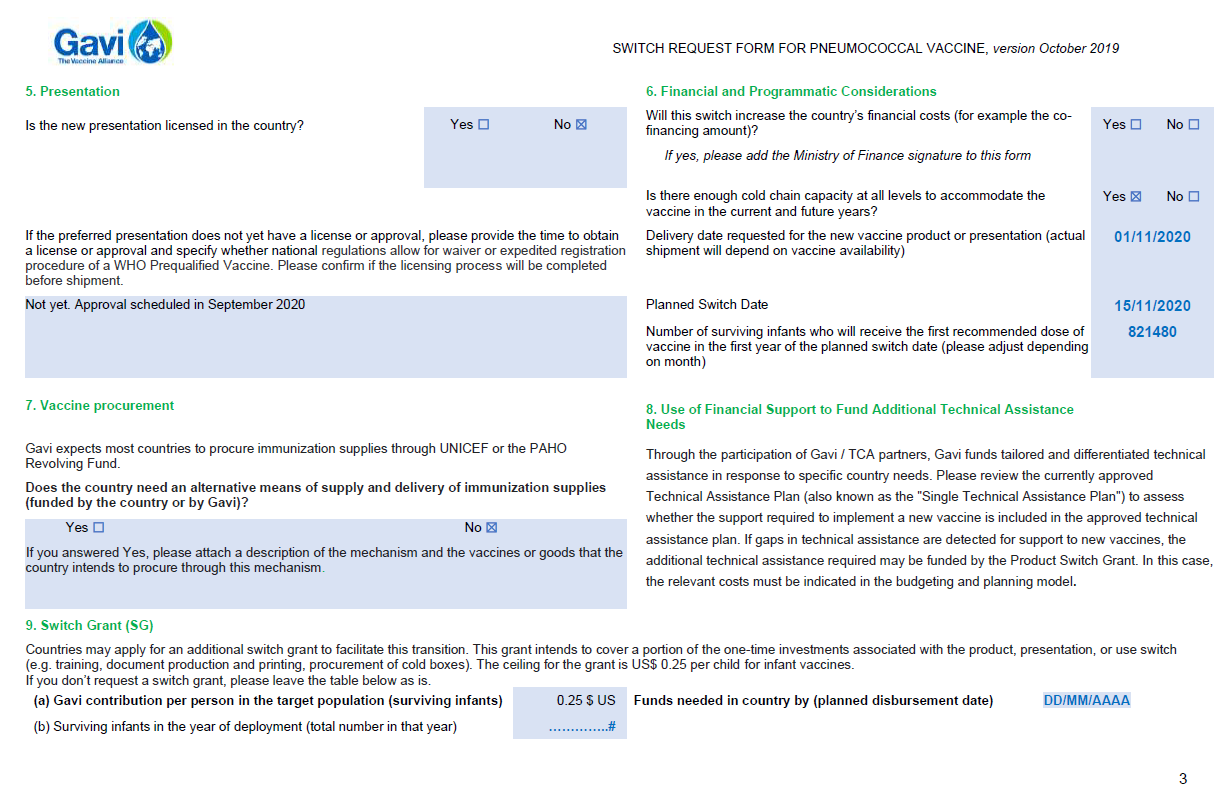 Gavi
The Vaccine Alliance
SWITCH REQUEST FORM FOR PNEUMOCOCCAL VACCINE, version October 2019
5. Presentation
Is the new presentation licensed in the country?
Yes ☐ No ☒
If the preferred presentation does not yet have a license or approval, please provide the time to obtain
a license or approval and specify whether national regulations allow for waiver or expedited registration
procedure of a WHO Prequalified Vaccine. Please confirm if the licensing process will be completed
before shipment.
Not yet. Approval scheduled in September 2020
6. Financial and Programmatic Considerations
Will this switch increase the country's financial costs (for example the co-
financing amount)?
Yes ☐ No ☐
If yes, please add the Ministry of Finance signature to this form
Is there enough cold chain capacity at all levels to accommodate the
vaccine in the current and future years?
Yes ☒ No ☐
Delivery date requested for the new vaccine product or presentation (actual
shipment will depend on vaccine availability)
01/11/2020
Planned Switch Date
15/11/2020
Number of surviving infants who will receive the first recommended dose of
vaccine in the first year of the planned switch date (please adjust depending
on month)
821480
7. Vaccine procurement
Gavi expects most countries to procure immunization supplies through UNICEF or the PAHO
Revolving Fund.
Does the country need an alternative means of supply and delivery of immunization supplies
(funded by the country or by Gavi)?
Yes ☐ No ☒
If you answered Yes, please attach a description of the mechanism and the vaccines or goods that the
country intends to procure through this mechanism.
8. Use of Financial Support to Fund Additional Technical Assistance
Needs
Through the participation of Gavi / TCA partners, Gavi funds tailored and differentiated technical
assistance in response to specific country needs. Please review the currently approved
Technical Assistance Plan (also known as the "Single Technical Assistance Plan") to assess
whether the support required to implement a new vaccine is included in the approved technical
assistance plan. If gaps in technical assistance are detected for support to new vaccines, the
additional technical assistance required may be funded by the Product Switch Grant. In this case,
the relevant costs must be indicated in the budgeting and planning model.
9. Switch Grant (SG)
Countries may apply for an additional switch grant to facilitate this transition. This grant intends to cover a portion of the one-time investments associated with the product, presentation, or use switch
(e.g. training, document production and printing, procurement of cold boxes). The ceiling for the grant is US$ 0.25 per child for infant vaccines.
If you don't request a switch grant, please leave the table below as is.
(a) Gavi contribution per person in the target population (surviving infants) 0.25 $ US Funds needed in country by (planned disbursement date) DD/MM/AAAA
(b) Surviving infants in the year of deployment (total number in that year) …………..#
3